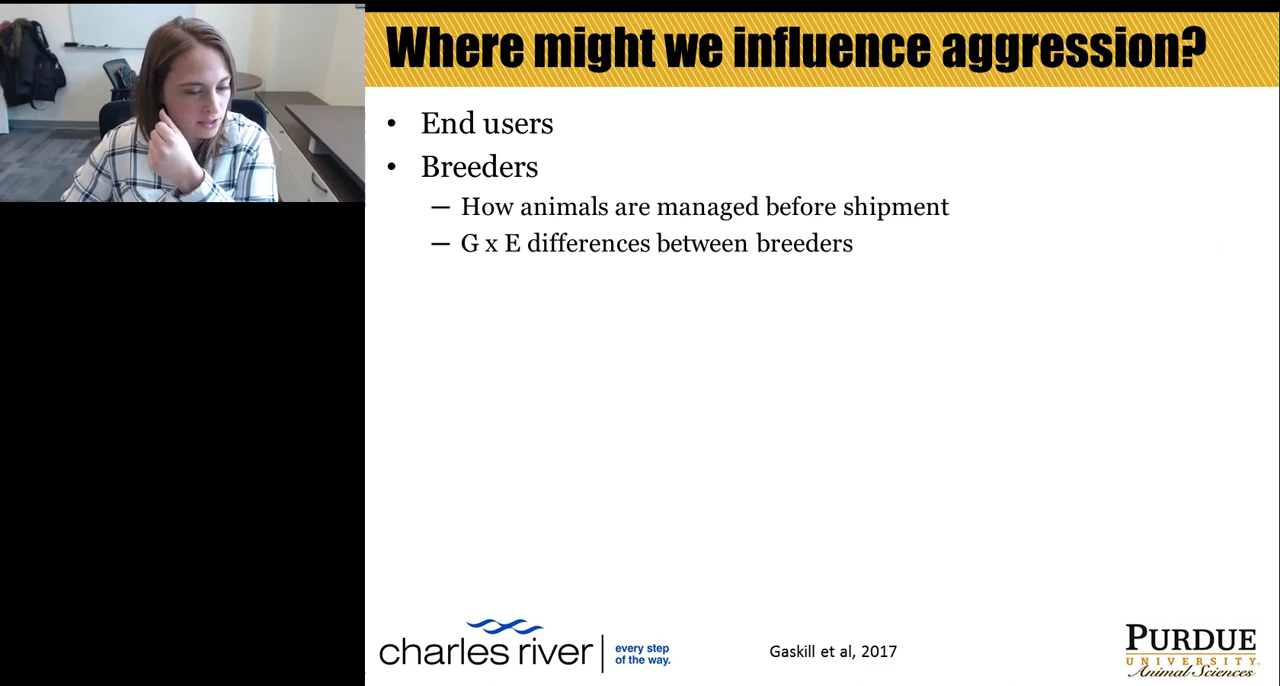 Where might we influence aggression?
• End users
• Breeders
— How animals are managed before shipment
— G x E differences between breeders
charles river
every step
of the way.
Gaskill et al, 2017
PURDUE
UNIVERSITY
Animal Sciences